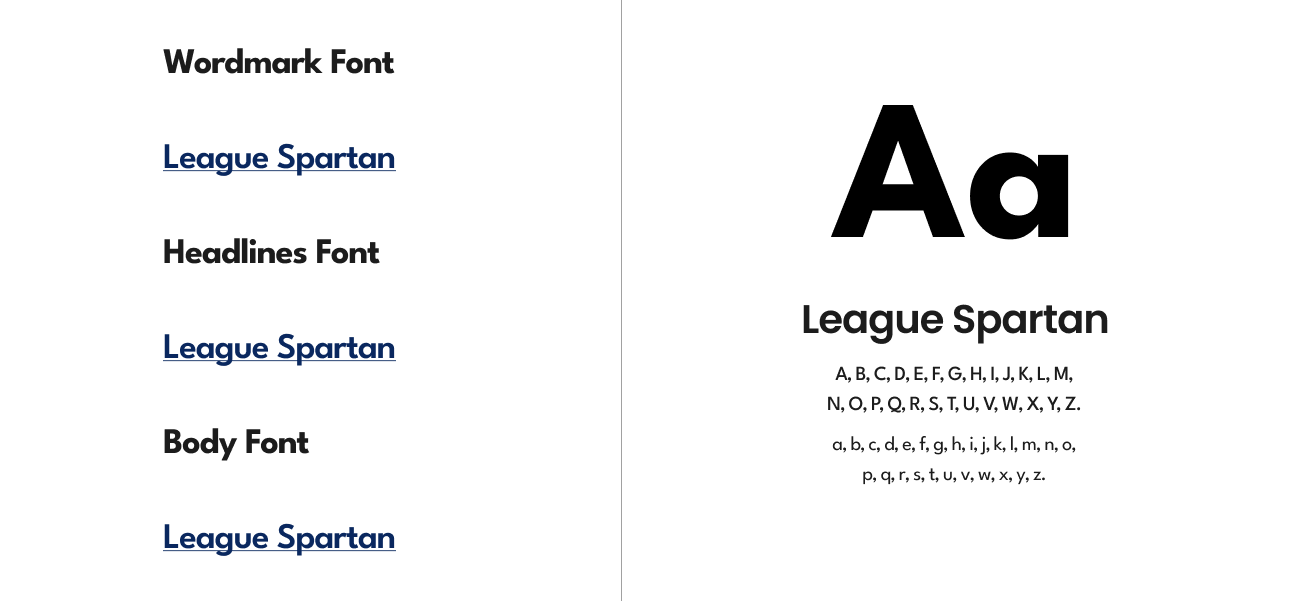 Wordmark Font
League Spartan
Headlines Font
League Spartan
Body Font
League Spartan
Aa
League Spartan
A, B, C, D, E, F, G, H, I, J, K, L, M,
N, O, P, Q, R, S, T, U, V, W, X, Y, Z.
a, b, c, d, e, f, g, h, i, j, k, l, m, n, o,
p, q, r, s, t, u, v, w, x, y, z.